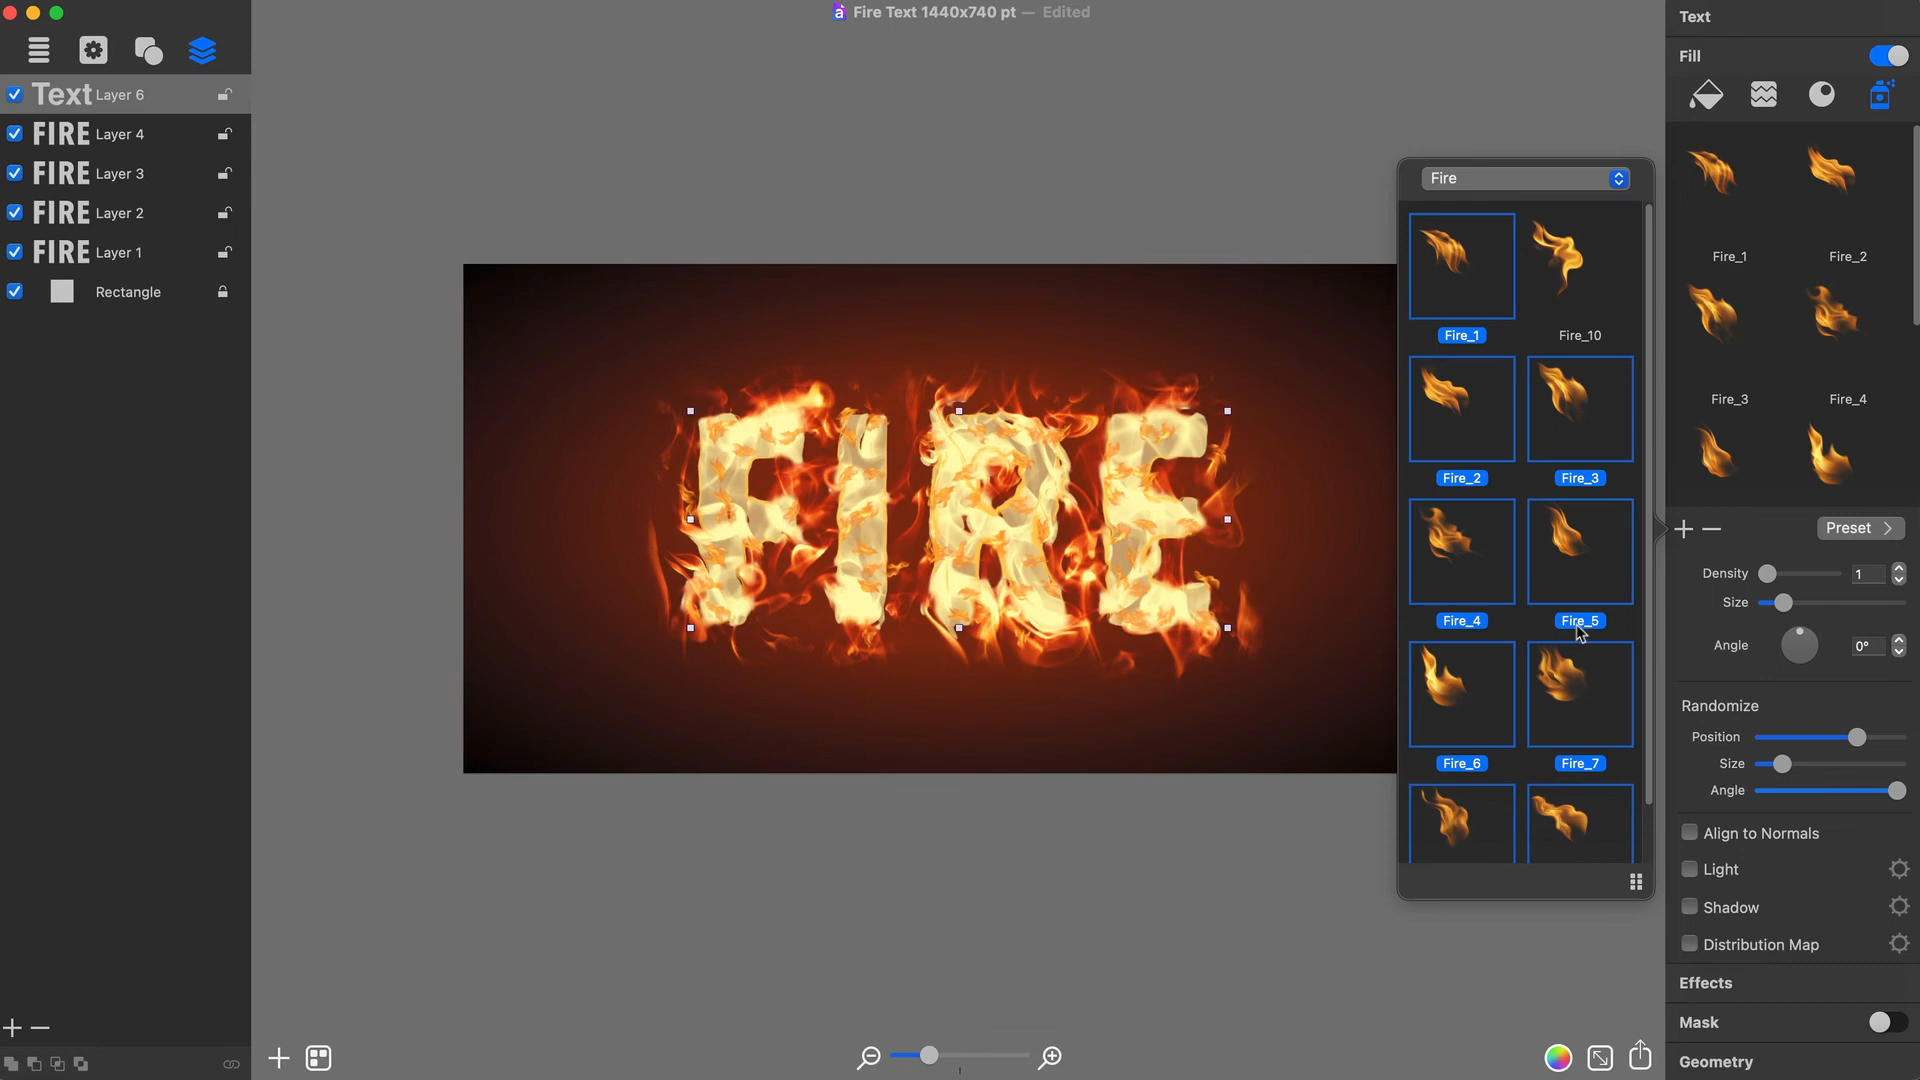 Fire Text 1440x740 pt — Edited
Text Layer 6
FIRE Layer 4
FIRE Layer 3
FIRE Layer 2
FIRE Layer 1
Rectangle
FIRE
Fire
Fire_1
Fire_10
Fire_2
Fire_3
Fire_4
Fire_5
Fire_6
Fire_7
Text
Fill
Fire_1
Fire_2
Fire_3
Fire_4
Preset
Density 1
Size
Angle 0°
Randomize
Position
Size
Angle
Align to Normals
Light
Shadow
Distribution Map
Effects
Mask
Geometry